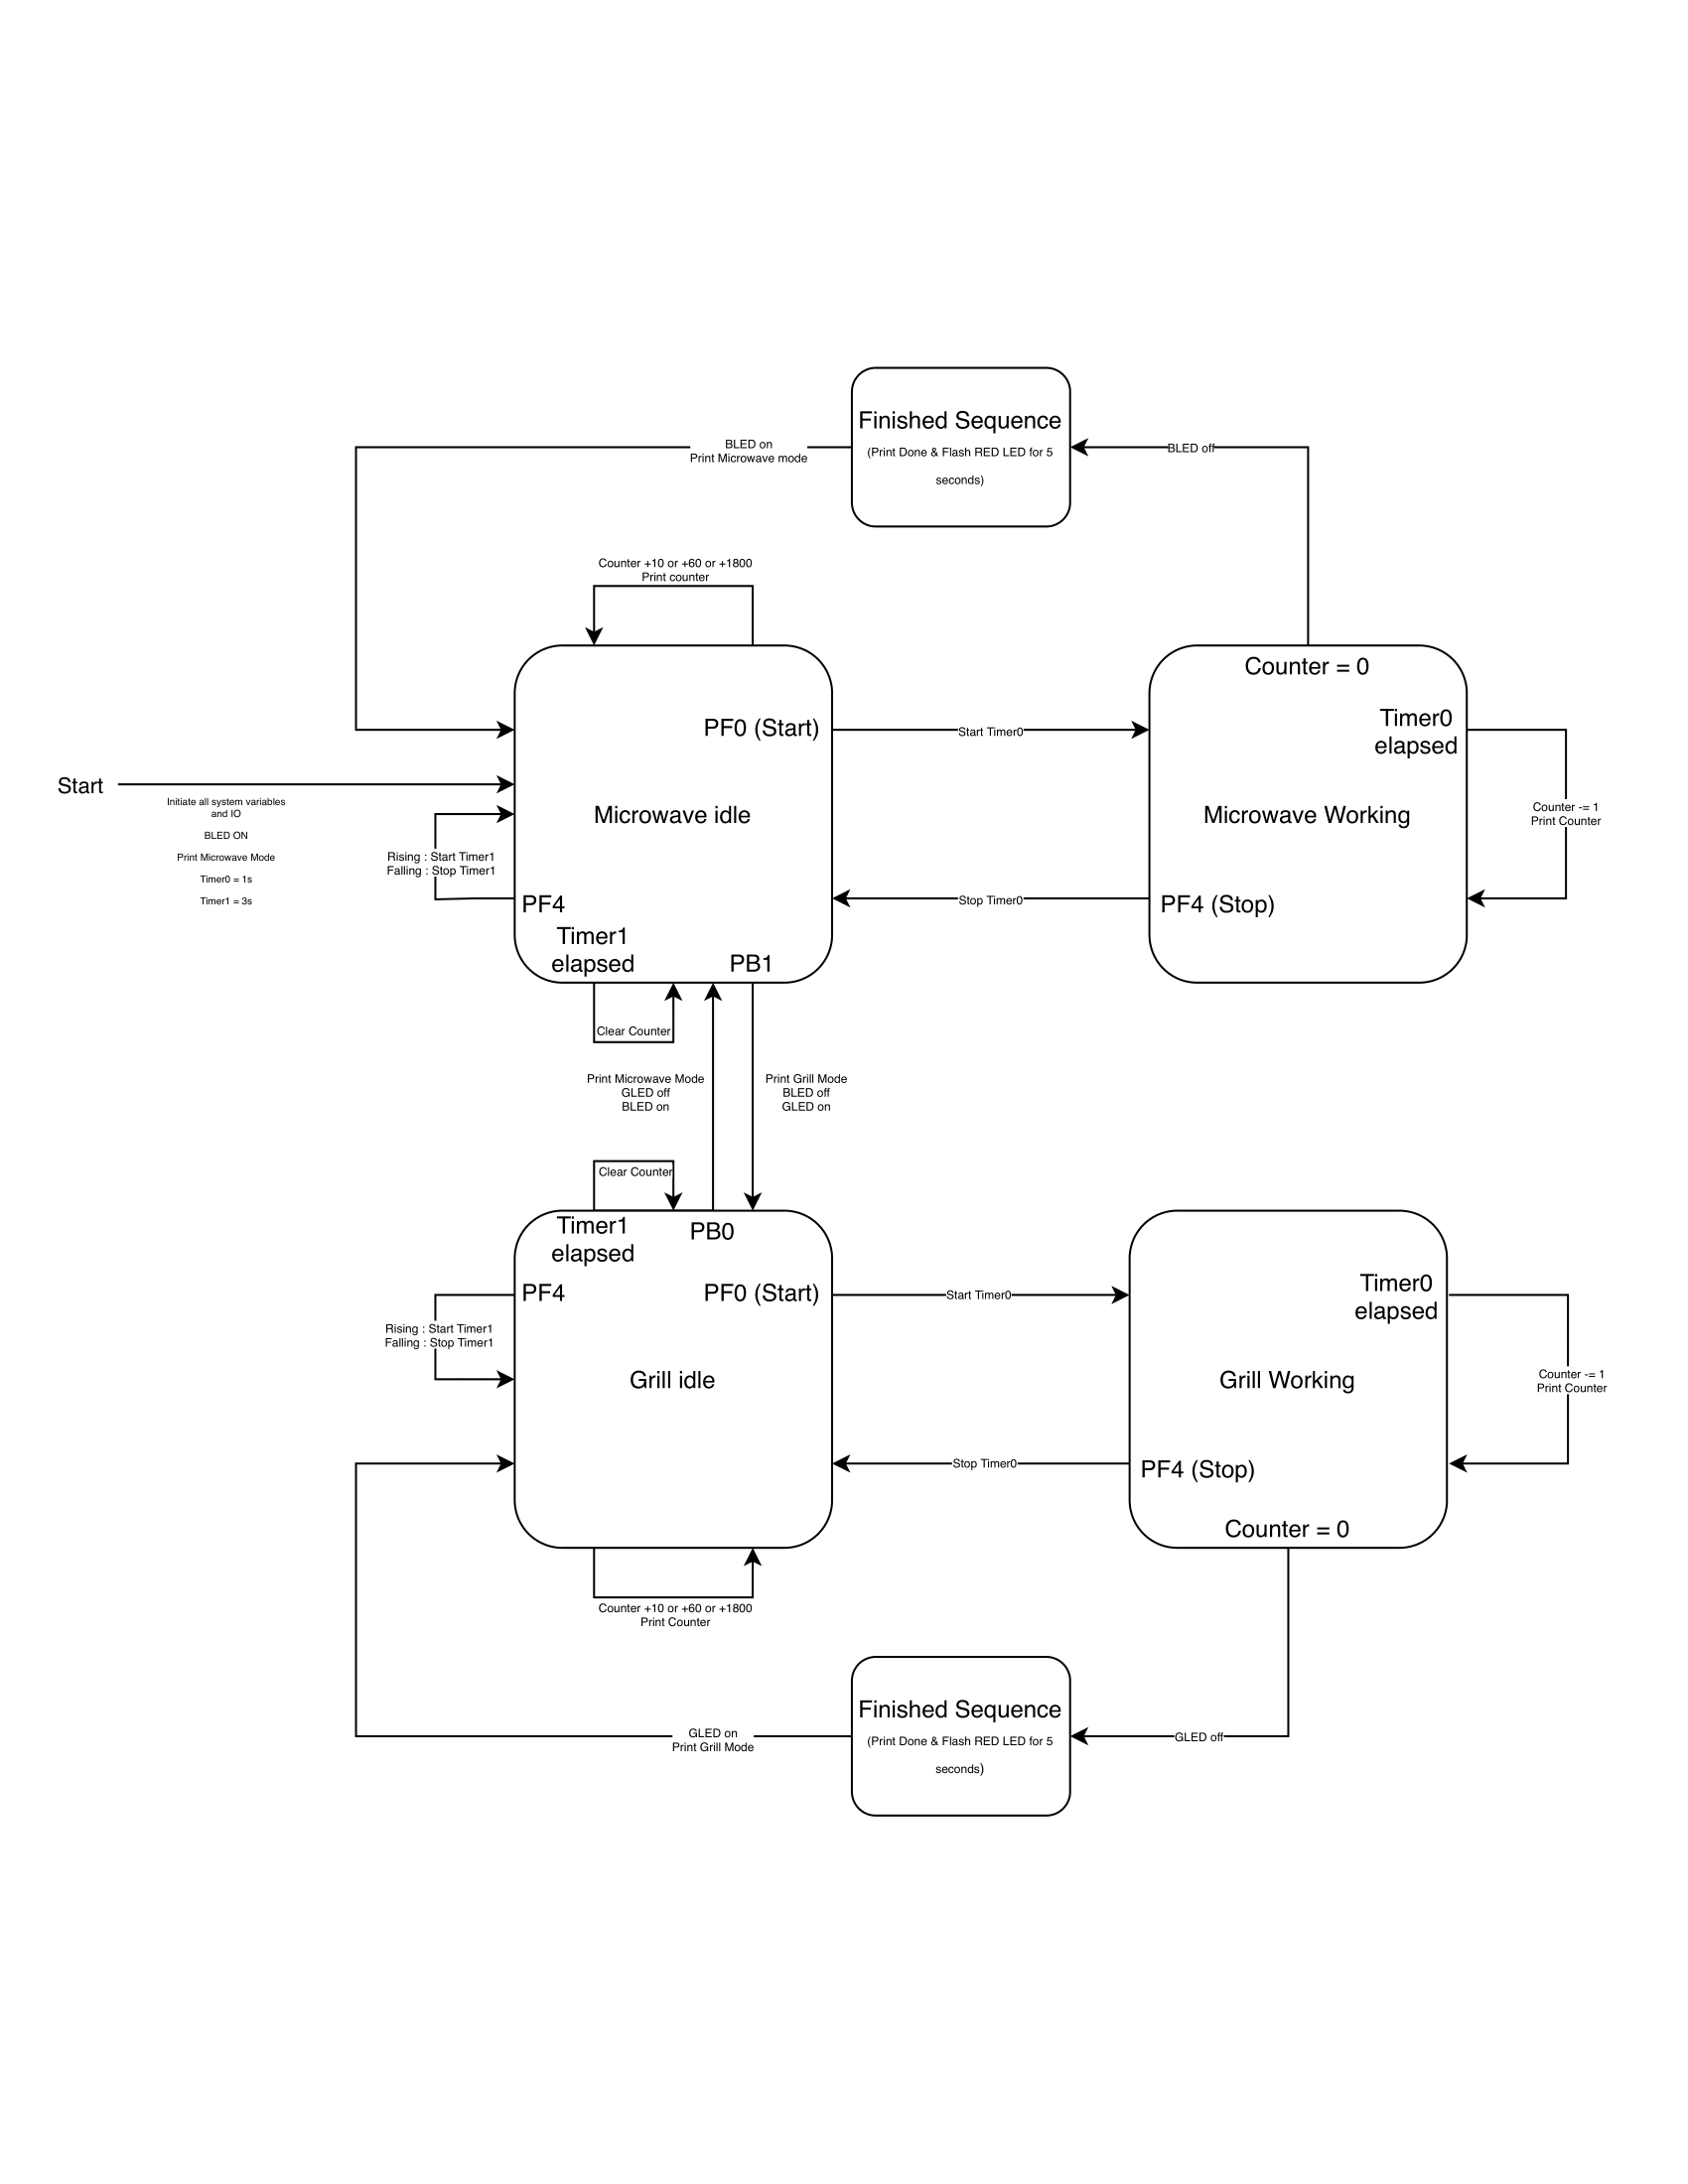 Finished Sequence
(Print Done & Flash RED LED for 5
seconds)
BLED on
Print Microwave mode
BLED off
Counter +10 or +60 or +1800
Print counter
Counter = 0
Timer0
elapsed
PF0 (Start)
Start Timer0
Start
Initiate all system variables
and IO
BLED ON
Print Microwave Mode
Timer0 = 1s
Timer1 = 3s
Microwave idle
Microwave Working
Counter -= 1
Print Counter
Rising : Start Timer1
Falling : Stop Timer1
PF4
Stop Timer0
PF4 (Stop)
Timer1
elapsed
PB1
Clear Counter
Print Microwave Mode
GLED off
BLED on
Print Grill Mode
BLED off
GLED on
Clear Counter
Timer1
elapsed
PB0
PF4
PF0 (Start)
Start Timer0
Timer0
elapsed
Rising : Start Timer1
Falling : Stop Timer1
Grill idle
Grill Working
Counter -= 1
Print Counter
Stop Timer0
PF4 (Stop)
Counter = 0
Counter +10 or +60 or +1800
Print Counter
Finished Sequence
(Print Done & Flash RED LED for 5
seconds)
GLED on
Print Grill Mode
GLED off